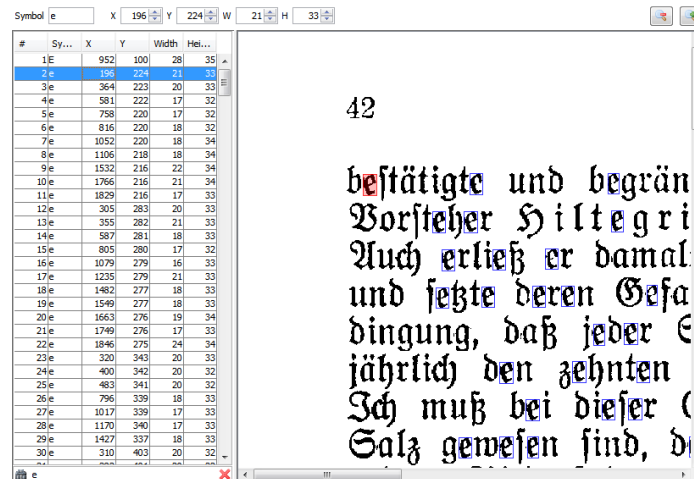 Symbol e X 196 Y 224 W 21 H 33
# Sy... X Y Width Hei...
1 E 952 100 28 35
2 e 196 224 21 33
3 e 364 223 20 33
4 e 581 222 17 32
5 e 758 220 17 32
6 e 816 220 18 32
7 e 1052 220 18 34
8 e 1106 218 18 34
9 e 1532 216 22 34
10 e 1766 216 21 34
11 e 1829 216 17 33
12 e 305 283 20 33
13 e 355 282 21 33
14 e 587 281 18 33
15 e 805 280 17 32
16 e 1079 279 16 33
17 e 1235 279 21 33
18 e 1482 277 18 33
19 e 1549 277 18 33
20 e 1663 276 19 34
21 e 1749 276 17 33
22 e 1846 275 24 34
23 e 320 343 20 33
24 e 400 342 20 32
25 e 483 341 20 32
26 e 796 339 18 33
27 e 1017 339 17 33
28 e 1170 340 17 33
29 e 1427 337 18 33
30 e 310 403 20 32
e
42
beſtätigte und begrän
Vorſteher Hiltegri
Auch erließ er damal
und ſetzte deren Gefa
dingung, daß jeder
jährlich den zehnten
Ich muß bei dieſer
Salz geweſen ſind, d